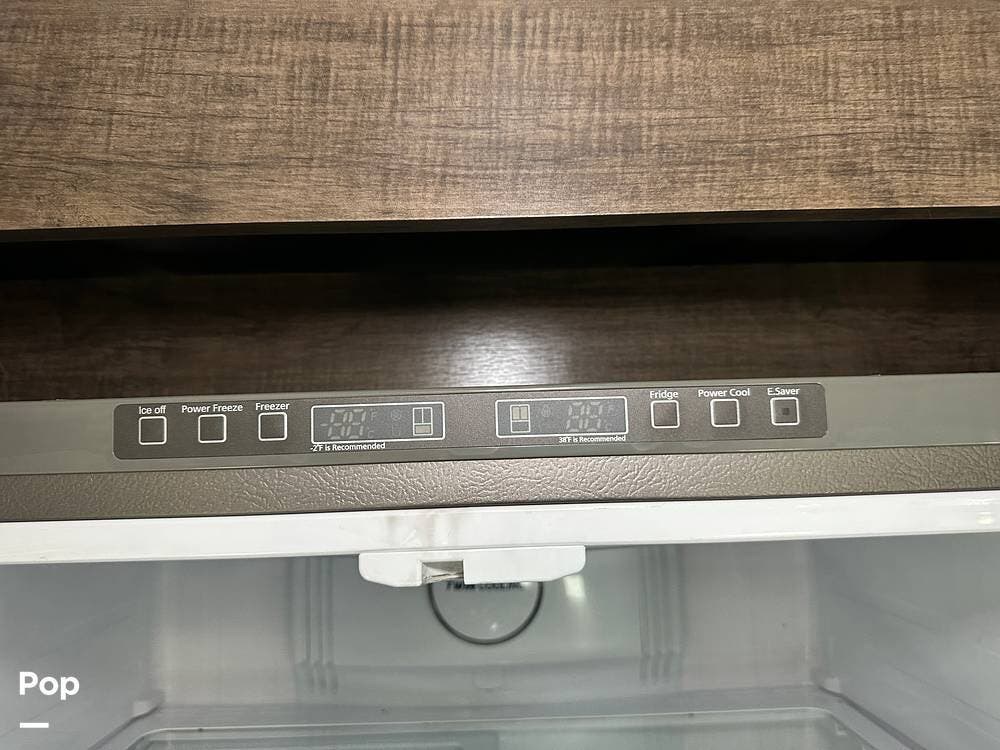 Ice off
Power Freeze
Freezer
-2°F is Recommended
38°F is Recommended
Fridge
Power Cool
E.Saver
Pop